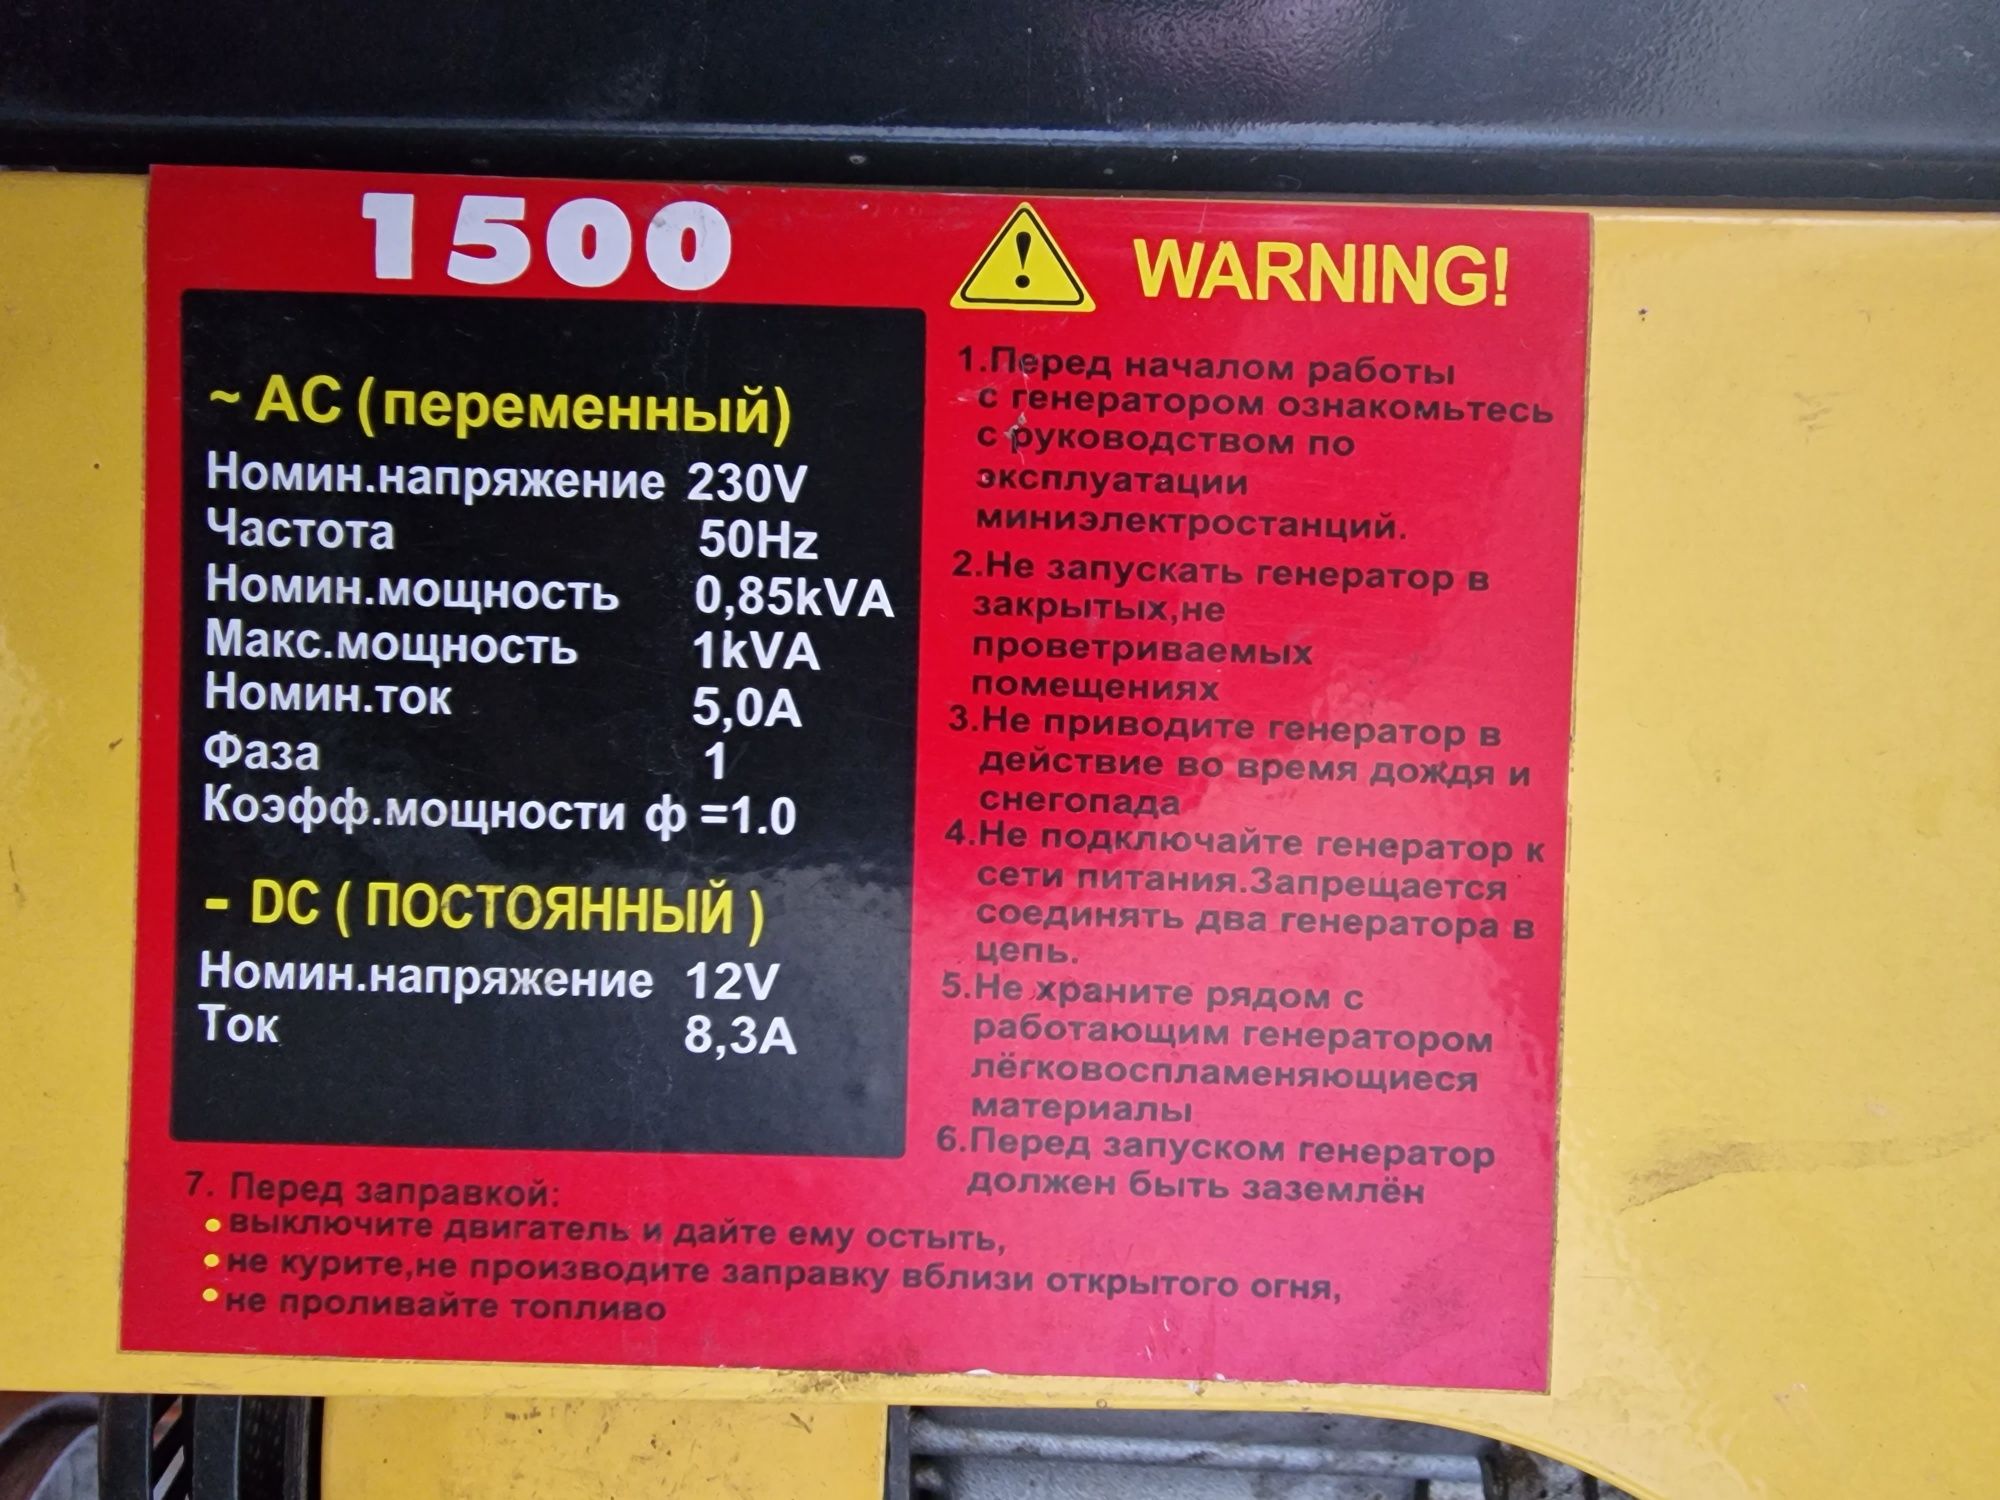 1500
~ AC (переменный)
Номин.напряжение 230V
Частота 50Hz
Номин.мощность 0,85kVA
Макс.мощность 1kVA
Номин.ток 5,0A
Фаза 1
Коэфф.мощности ф =1.0
- DC ( ПОСТОЯННЫЙ )
Номин.напряжение 12V
Ток 8,3A
WARNING!
1.Перед началом работы
с генератором ознакомьтесь
с руководством по
эксплуатации
миниэлектростанций.
2.Не запускать генератор в
закрытых,не
проветриваемых
помещениях
3.Не приводите генератор в
действие во время дождя и
снегопада
4.Не подключайте генератор к
сети питания.Запрещается
соединять два генератора в
цепь.
5.Не храните рядом с
работающим генератором
лёгковоспламеняющиеся
материалы
6.Перед запуском генератор
должен быть заземлён
7. Перед заправкой:
•выключите двигатель и дайте ему остыть,
•не курите,не производите заправку вблизи открытого огня,
•не проливайте топливо